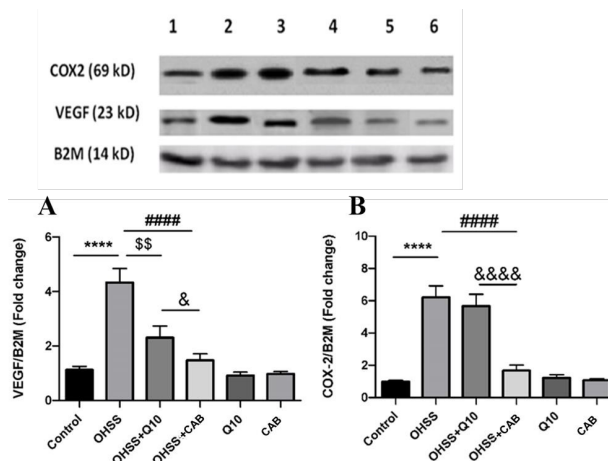 1 2 3 4 5 6
COX2 (69 kD)
VEGF (23 kD)
B2M (14 kD)
A
####
**** $$
&
VEGF/B2M (Fold change)
6
4
2
0
Control OHSS OHSS+Q10 OHSS+CAB Q10 CAB
B
####
****
&&&&
COX-2/B2M (Fold change)
10
8
6
4
2
0
Control OHSS OHSS+Q10 OHSS+CAB Q10 CAB